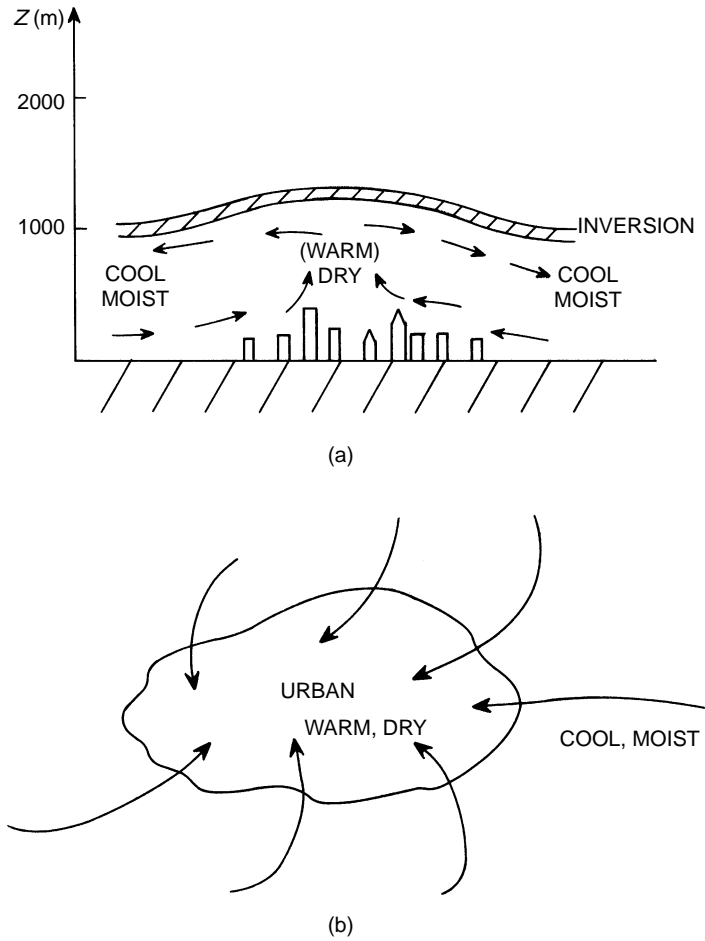 Z (m)
2000
1000
INVERSION
(WARM)
DRY
COOL
MOIST
COOL
MOIST
(a)
URBAN
WARM, DRY
COOL, MOIST
(b)